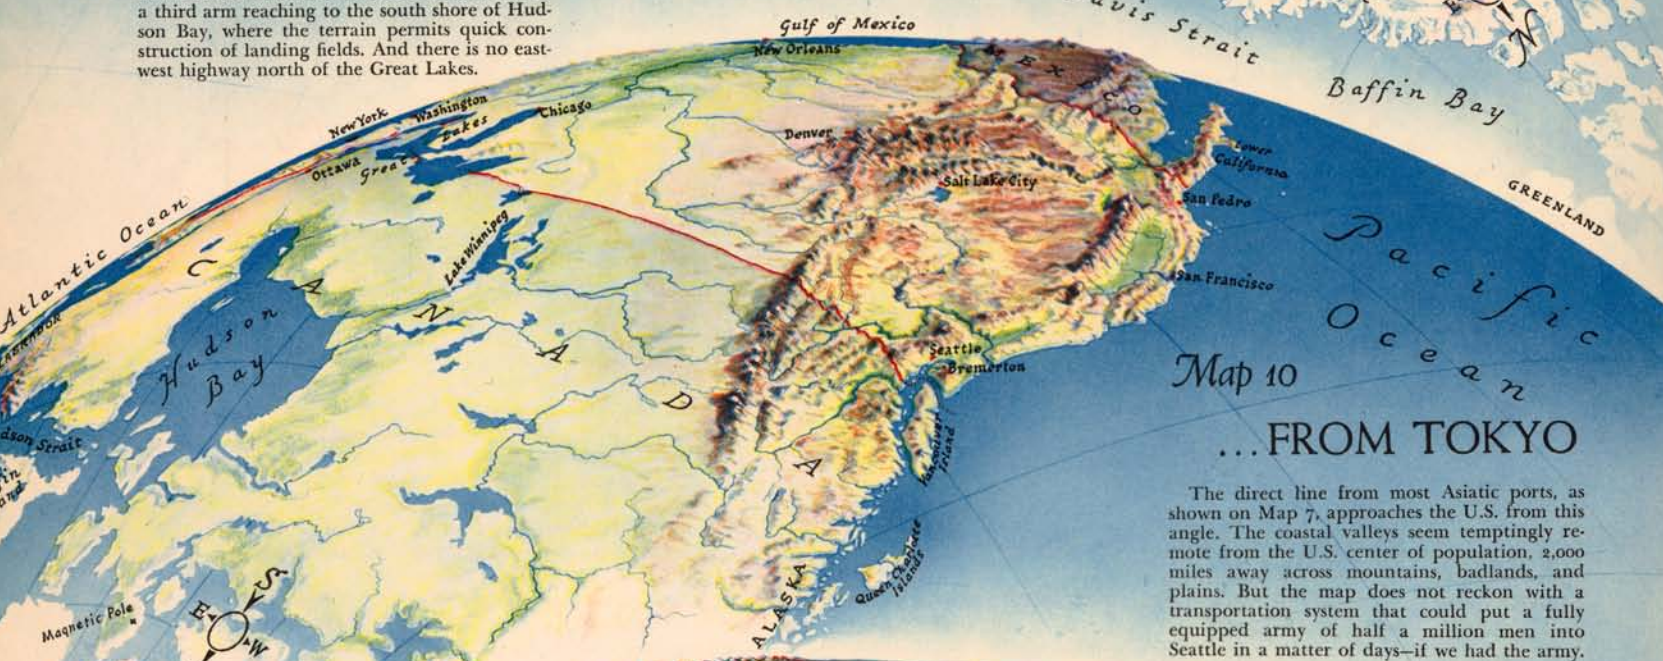 a third arm reaching to the south shore of Hud-
son Bay, where the terrain permits quick con-
struction of landing fields. And there is no east-
west highway north of the Great Lakes.
Gulf of Mexico
New Orleans
MEXICO
Strait
Baffin Bay
N
GREENLAND
New York
Washington
Chicago
Great Lakes
Ottawa
Denver
Salt Lake City
Lower
California
San Pedro
San Francisco
Pacific
Ocean
Atlantic Ocean
LABRADOR
Lake Winnipeg
CANADA
Hudson
Bay
Hudson Strait
Seattle
Bremerton
Vancouver
Island
Queen Charlotte
Islands
ALASKA
Magnetic Pole
S
E
W
Map 10
...FROM TOKYO
The direct line from most Asiatic ports, as
shown on Map 7, approaches the U.S. from this
angle. The coastal valleys seem temptingly re-
mote from the U.S. center of population, 2,000
miles away across mountains, badlands, and
plains. But the map does not reckon with a
transportation system that could put a fully
equipped army of half a million men into
Seattle in a matter of days—if we had the army.